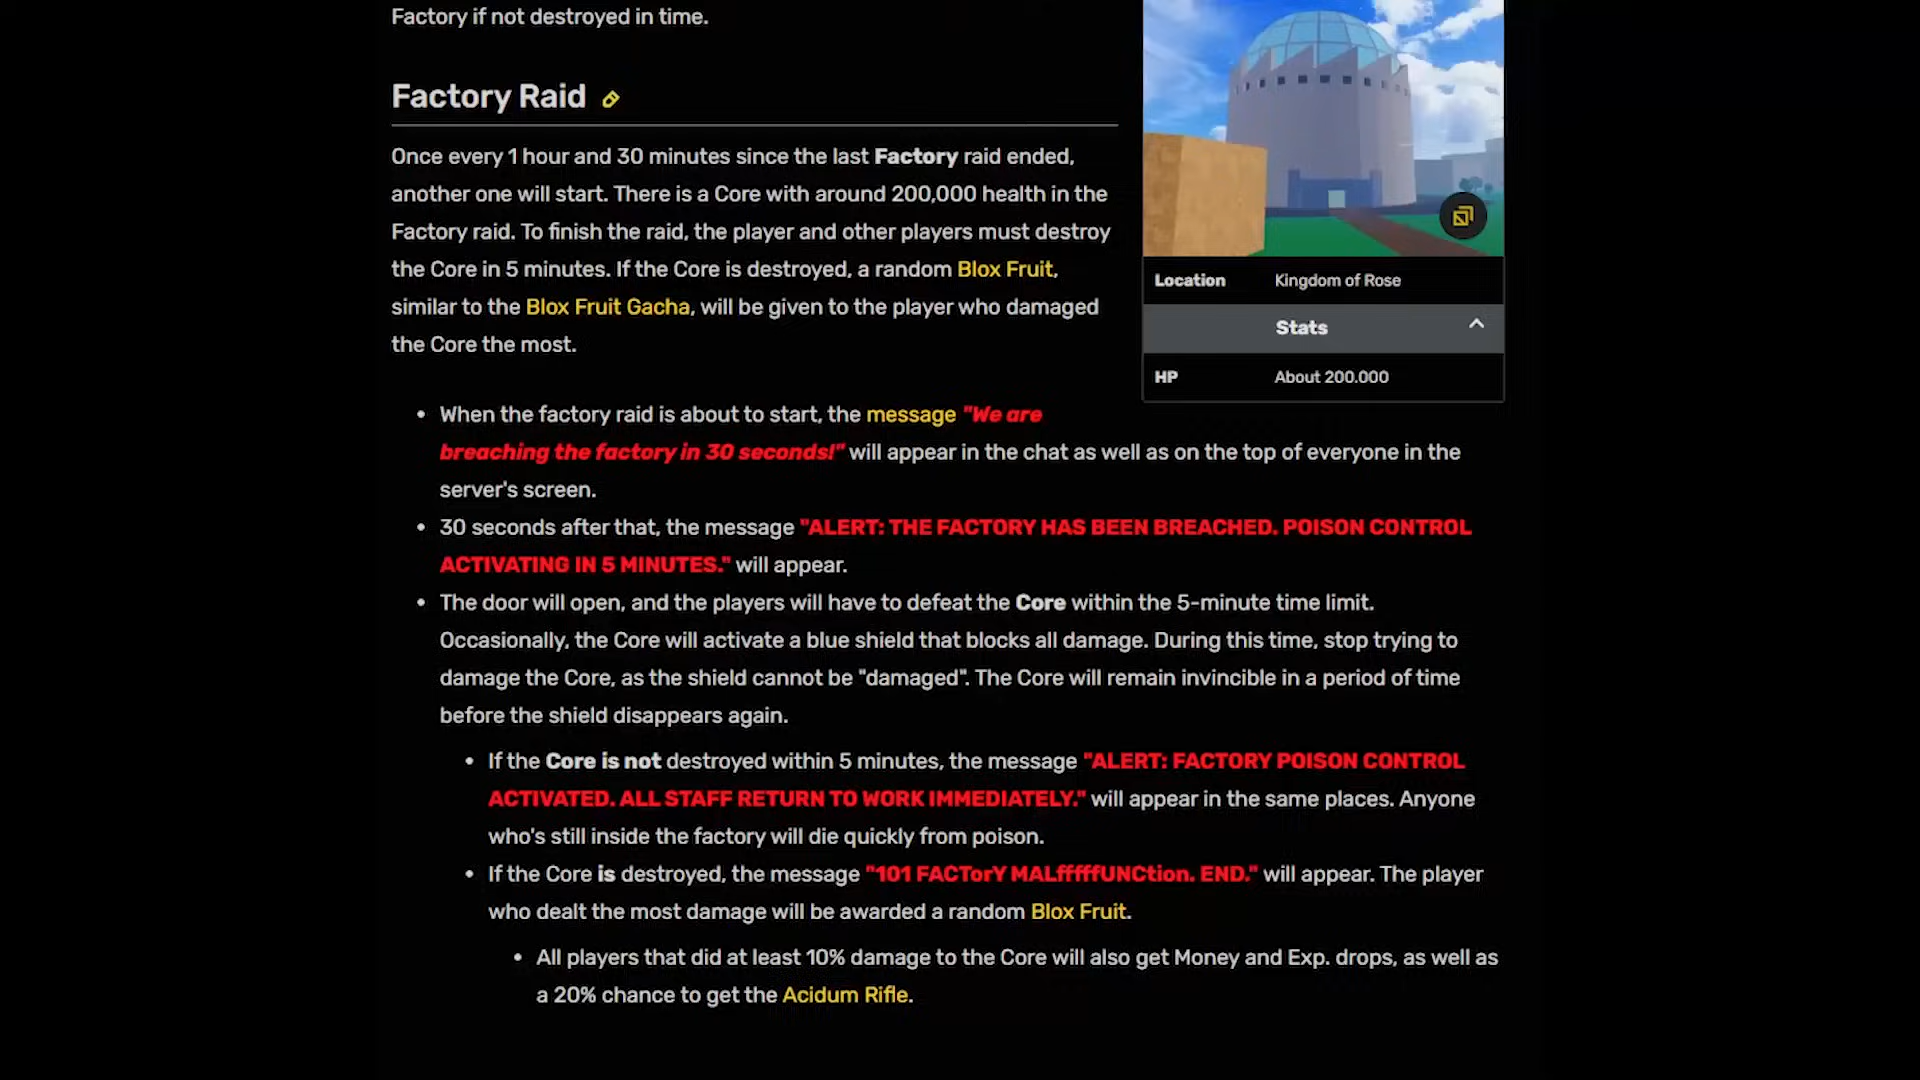 Factory if not destroyed in time.
Factory Raid
Once every 1 hour and 30 minutes since the last Factory raid ended,
another one will start. There is a Core with around 200,000 health in the
Factory raid. To finish the raid, the player and other players must destroy
the Core in 5 minutes. If the Core is destroyed, a random Blox Fruit,
similar to the Blox Fruit Gacha, will be given to the player who damaged
the Core the most.
Location Kingdom of Rose
Stats
HP About 200.000
When the factory raid is about to start, the message "We are
breaching the factory in 30 seconds!" will appear in the chat as well as on the top of everyone in the
server's screen.
30 seconds after that, the message "ALERT: THE FACTORY HAS BEEN BREACHED. POISON CONTROL
ACTIVATING IN 5 MINUTES." will appear.
The door will open, and the players will have to defeat the Core within the 5-minute time limit.
Occasionally, the Core will activate a blue shield that blocks all damage. During this time, stop trying to
damage the Core, as the shield cannot be "damaged". The Core will remain invincible in a period of time
before the shield disappears again.
If the Core is not destroyed within 5 minutes, the message "ALERT: FACTORY POISON CONTROL
ACTIVATED. ALL STAFF RETURN TO WORK IMMEDIATELY." will appear in the same places. Anyone
who's still inside the factory will die quickly from poison.
If the Core is destroyed, the message "101 FACTorY MALfffffUNCtion. END." will appear. The player
who dealt the most damage will be awarded a random Blox Fruit.
All players that did at least 10% damage to the Core will also get Money and Exp. drops, as well as
a 20% chance to get the Acidum Rifle.